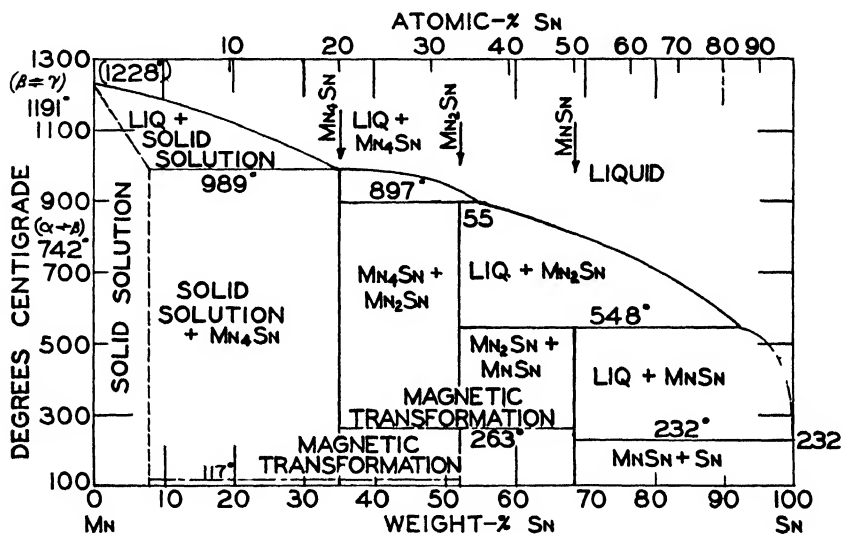 ATOMIC-% SN
10 20 30 40 50 60 70 80 90
1300
(β⇌γ)
1191°
1100
900
(α+β)
742°
700
500
300
100
DEGREES CENTIGRADE
(1228°)
LIQ +
SOLID
SOLUTION
989°
SOLID SOLUTION
SOLID
SOLUTION
+ MN₄SN
MN₄SN
LIQ +
MN₄SN
MN₂SN
MNSN
LIQUID
897°
55
MN₄SN +
MN₂SN
LIQ + MN₂SN
548°
MN₂SN +
MNSN
LIQ + MNSN
MAGNETIC
TRANSFORMATION
263°
232°
232
MAGNETIC
TRANSFORMATION
117°
MNSN + SN
0 10 20 30 40 50 60 70 80 90 100
MN WEIGHT-% SN SN